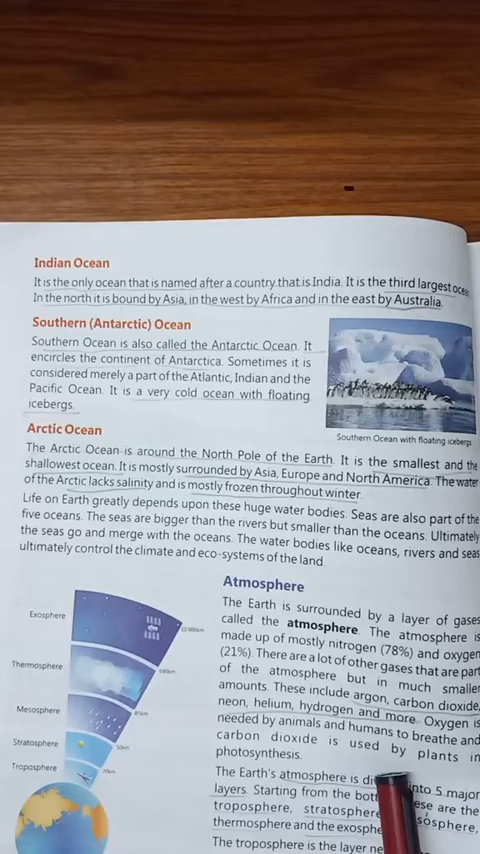 Indian Ocean
It is the only ocean that is named after a country that is India. It is the third largest
In the north it is bound by Asia, in the west by Africa and in the east by Australia.
Southern (Antarctic) Ocean
Southern Ocean is also called the Antarctic Ocean. It
encircles the continent of Antarctica. Sometimes it is
considered merely a part of the Atlantic, Indian and the
Pacific Ocean. It is a very cold ocean with floating
icebergs.
Southern Ocean with floating icebergs
Arctic Ocean
The Arctic Ocean is around the North Pole of the Earth. It is the smallest and the
shallowest ocean. It is mostly surrounded by Asia, Europe and North America. The water
of the Arctic lacks salinity and is mostly frozen throughout winter.
Life on Earth greatly depends upon these huge water bodies. Seas are also part of the
five oceans. The seas are bigger than the rivers but smaller than the oceans. Ultimately
the seas go and merge with the oceans. The water bodies like oceans, rivers and seas
ultimately control the climate and eco-systems of the land.
Exosphere
Thermosphere
Mesosphere
Stratosphere
Troposphere
10 000km
690km
85km
50km
20km
Atmosphere
The Earth is surrounded by a layer of gases
called the atmosphere. The atmosphere is
made up of mostly nitrogen (78%) and oxygen
(21%). There are a lot of other gases that are part
of the atmosphere but in much smaller
amounts. These include argon, carbon dioxide,
neon, helium, hydrogen and more. Oxygen is
needed by animals and humans to breathe and
carbon dioxide is used by plants in
photosynthesis.
The Earth's atmosphere is into 5 major
layers. Starting from the are the
troposphere, stratosphere
thermosphere and the
The troposphere is the layer